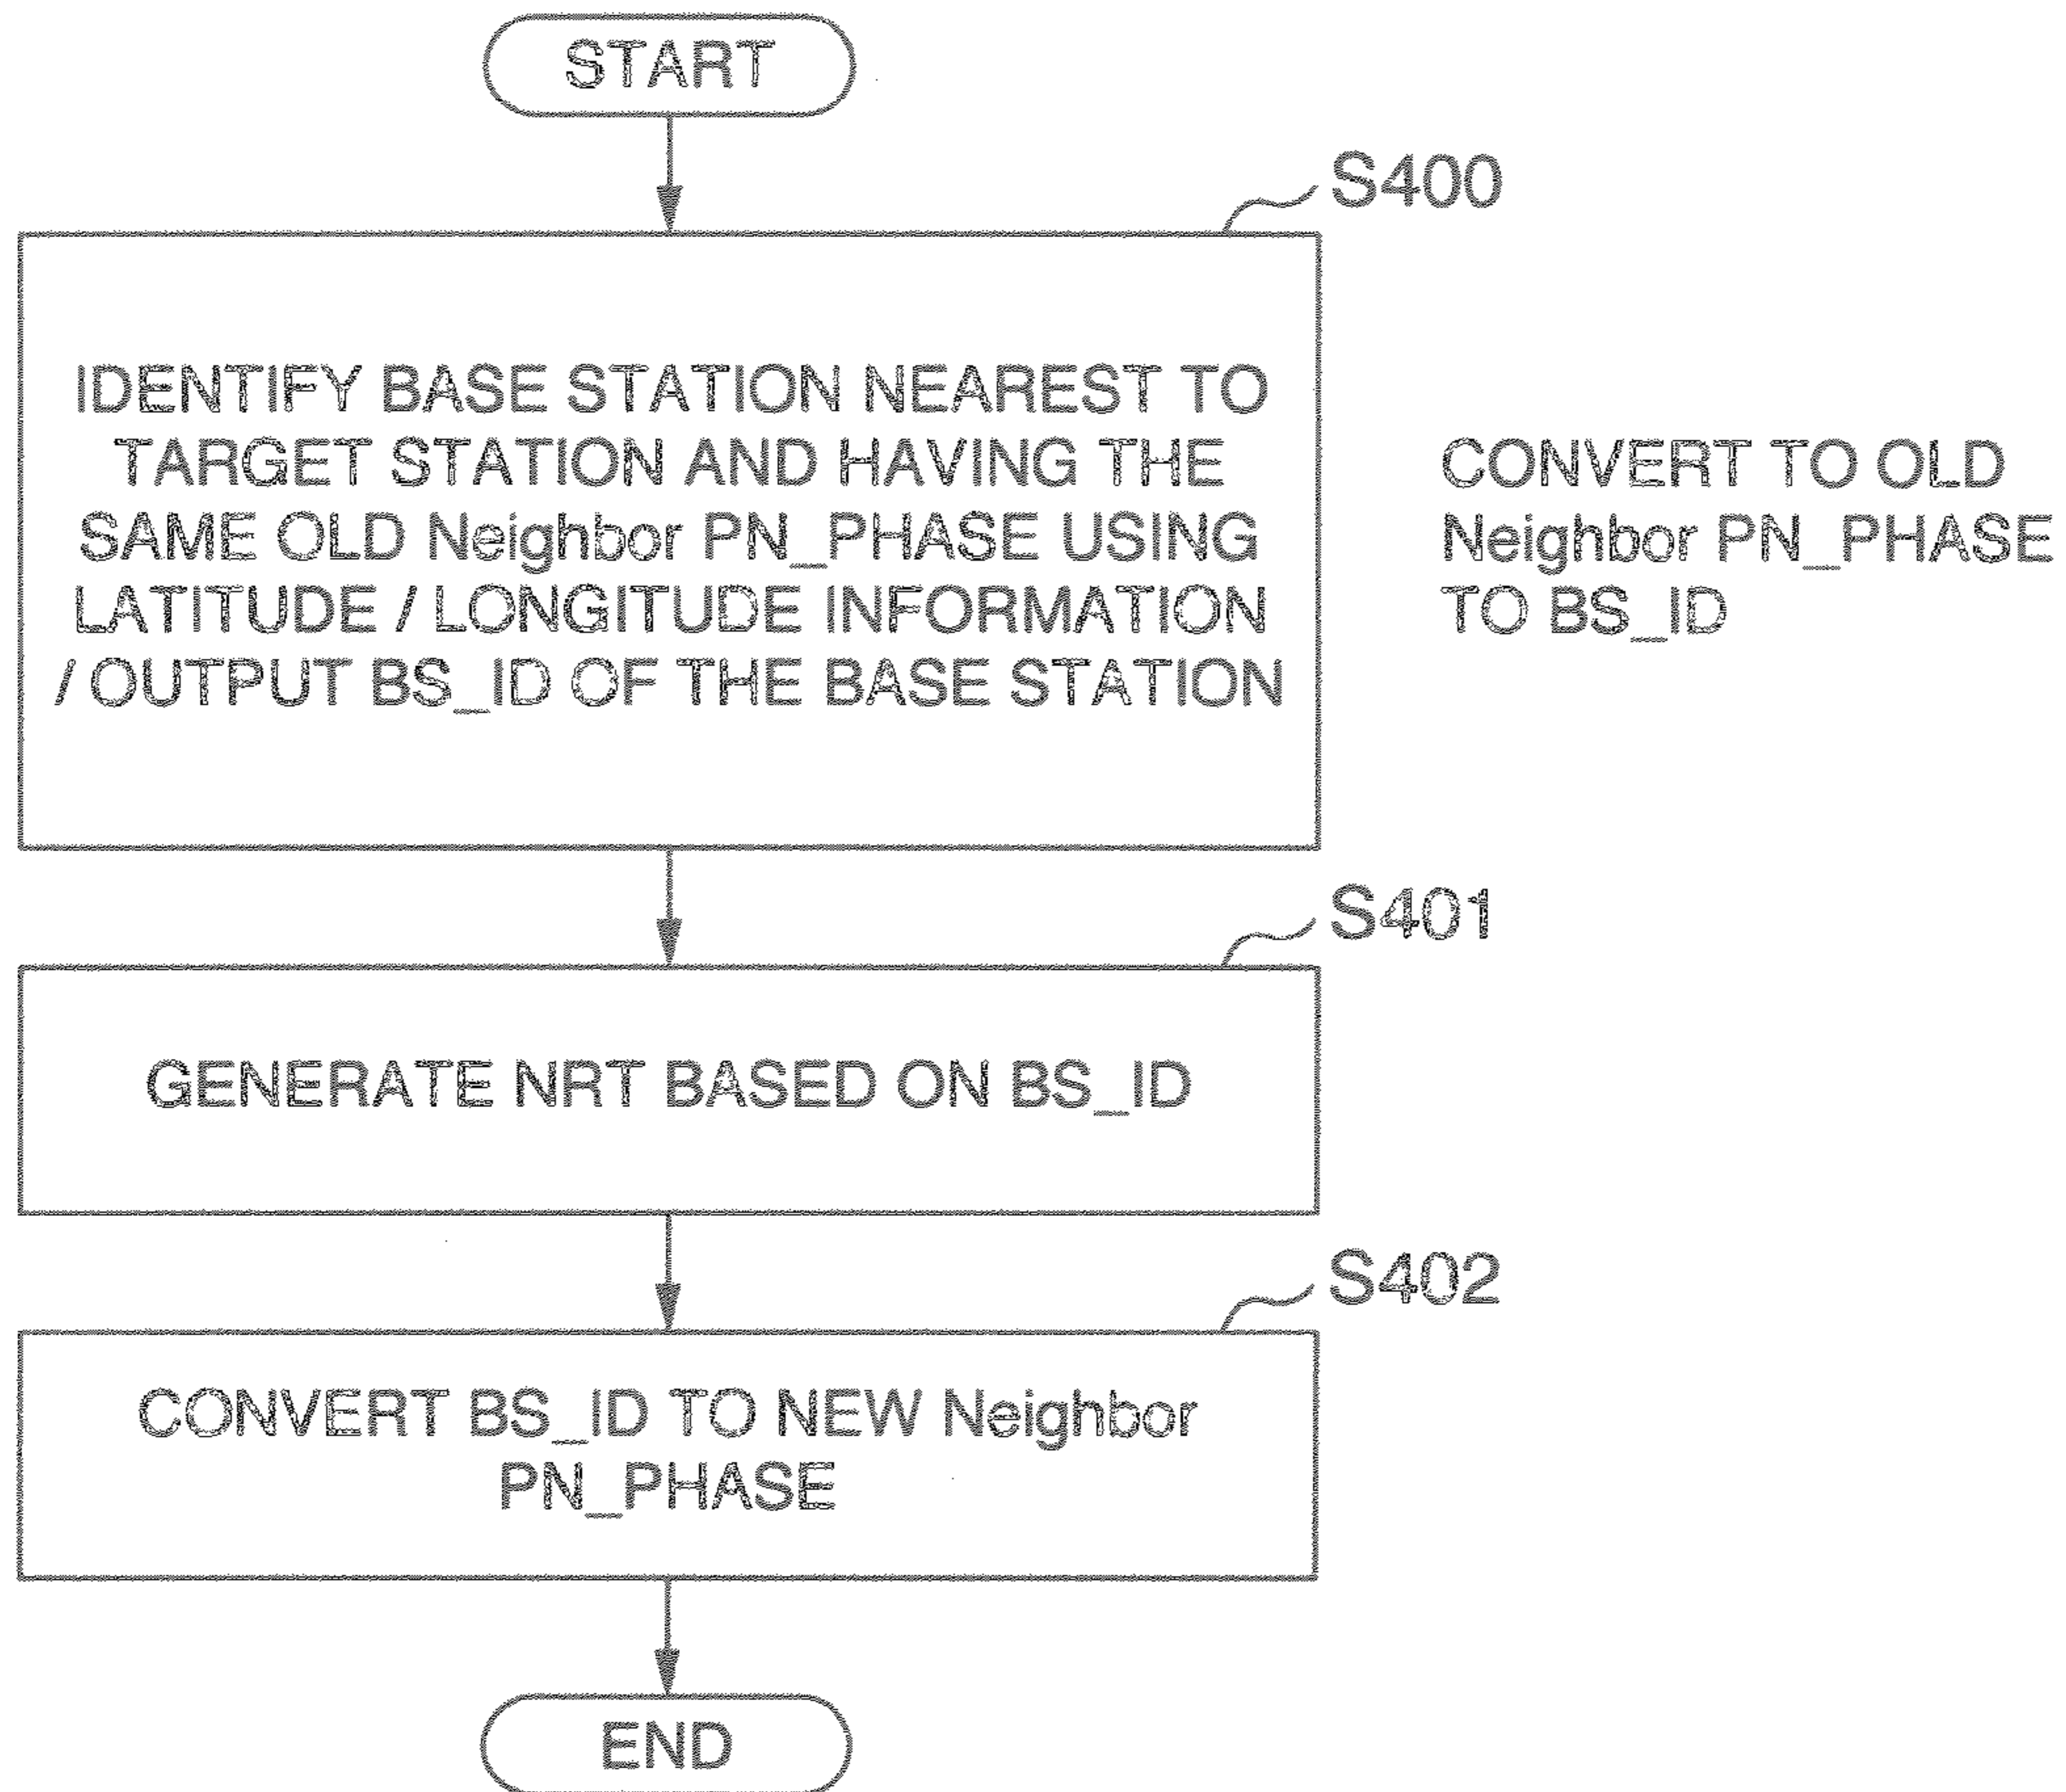 START
S400
IDENTIFY BASE STATION NEAREST TO
TARGET STATION AND HAVING THE
SAME OLD Neighbor PN_PHASE USING
LATITUDE / LONGITUDE INFORMATION
/ OUTPUT BS_ID OF THE BASE STATION
CONVERT TO OLD
Neighbor PN_PHASE
TO BS_ID
S401
GENERATE NRT BASED ON BS_ID
S402
CONVERT BS_ID TO NEW Neighbor
PN_PHASE
END